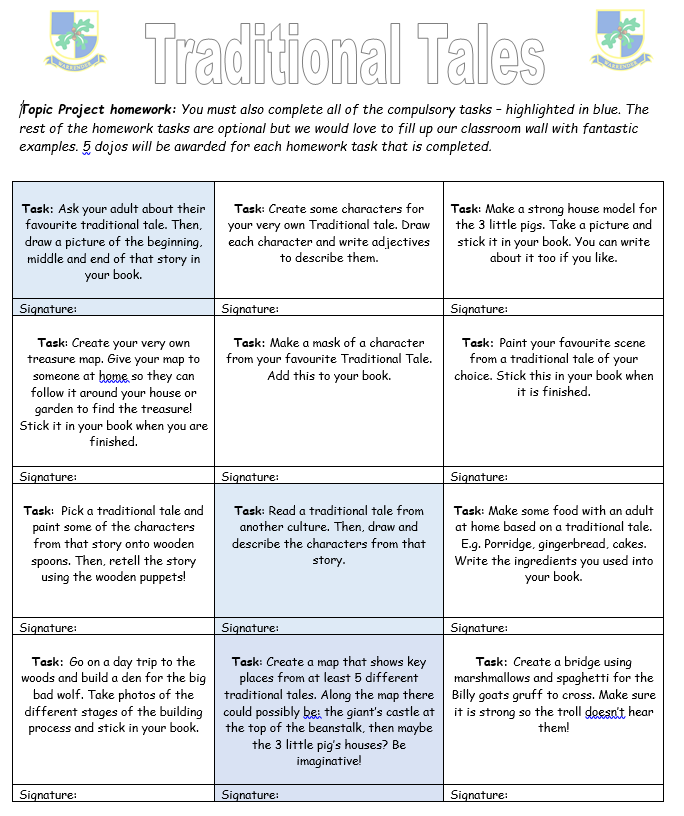 Traditional Tales
Topic Project homework: You must also complete all of the compulsory tasks – highlighted in blue. The
rest of the homework tasks are optional but we would love to fill up our classroom wall with fantastic
examples. 5 dojos will be awarded for each homework task that is completed.
Task: Ask your adult about their
favourite traditional tale. Then,
draw a picture of the beginning,
middle and end of that story in
your book.
Signature:
Task: Create some characters for
your very own Traditional tale. Draw
each character and write adjectives
to describe them.
Signature:
Task: Make a strong house model for
the 3 little pigs. Take a picture and
stick it in your book. You can write
about it too if you like.
Signature:
Task: Create your very own
treasure map. Give your map to
someone at home so they can
follow it around your house or
garden to find the treasure!
Stick it in your book when you are
finished.
Signature:
Task: Make a mask of a character
from your favourite Traditional Tale.
Add this to your book.
Signature:
Task: Paint your favourite scene
from a traditional tale of your
choice. Stick this in your book when
it is finished.
Signature:
Task: Pick a traditional tale and
paint some of the characters
from that story onto wooden
spoons. Then, retell the story
using the wooden puppets!
Signature:
Task: Read a traditional tale from
another culture. Then, draw and
describe the characters from that
story.
Signature:
Task: Make some food with an adult
at home based on a traditional tale.
E.g. Porridge, gingerbread, cakes.
Write the ingredients you used into
your book.
Signature:
Task: Go on a day trip to the
woods and build a den for the big
bad wolf. Take photos of the
different stages of the building
process and stick in your book.
Signature:
Task: Create a map that shows key
places from at least 5 different
traditional tales. Along the map there
could possibly be: the giant's castle at
the top of the beanstalk, then maybe
the 3 little pig's houses? Be
imaginative!
Signature:
Task: Create a bridge using
marshmallows and spaghetti for the
Billy goats gruff to cross. Make sure
it is strong so the troll doesn't hear
them!
Signature: